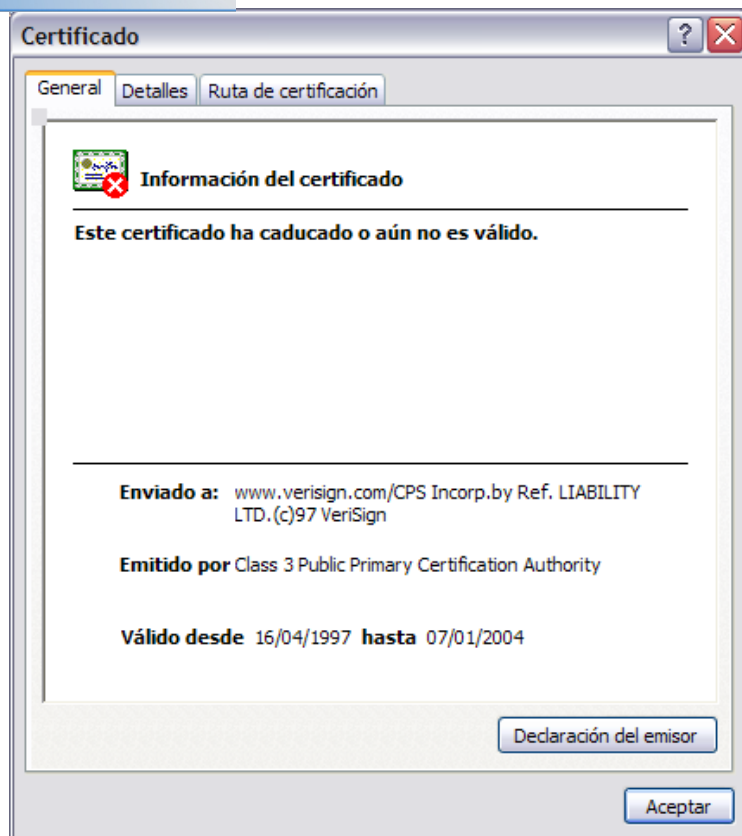 Certificado
General Detalles Ruta de certificación
Información del certificado
Este certificado ha caducado o aún no es válido.
Enviado a: www.verisign.com/CPS Incorp.by Ref. LIABILITY
LTD.(c)97 VeriSign
Emitido por Class 3 Public Primary Certification Authority
Válido desde 16/04/1997 hasta 07/01/2004
Declaración del emisor
Aceptar